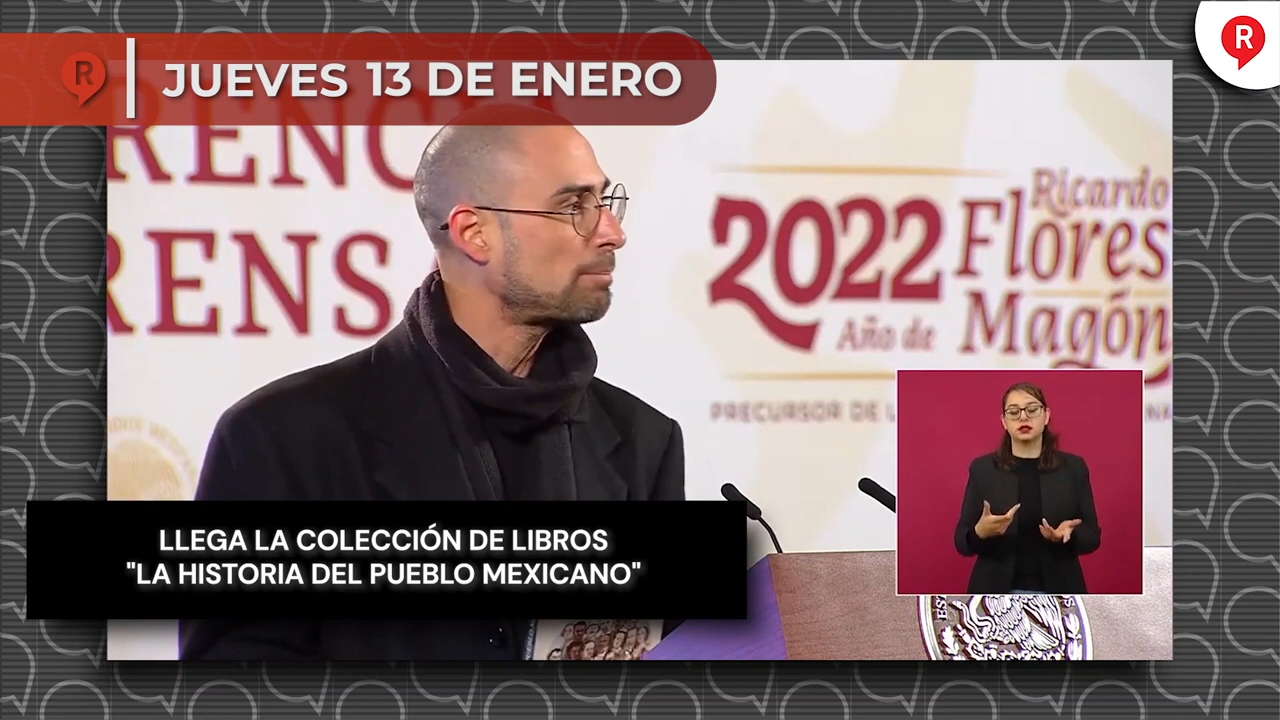 R
JUEVES 13 DE ENERO
R
RENC
RENS
2022
Año de
Ricardo
Flores
Magón
PRECURSOR DE L
LLEGA LA COLECCIÓN DE LIBROS
"LA HISTORIA DEL PUEBLO MEXICANO"